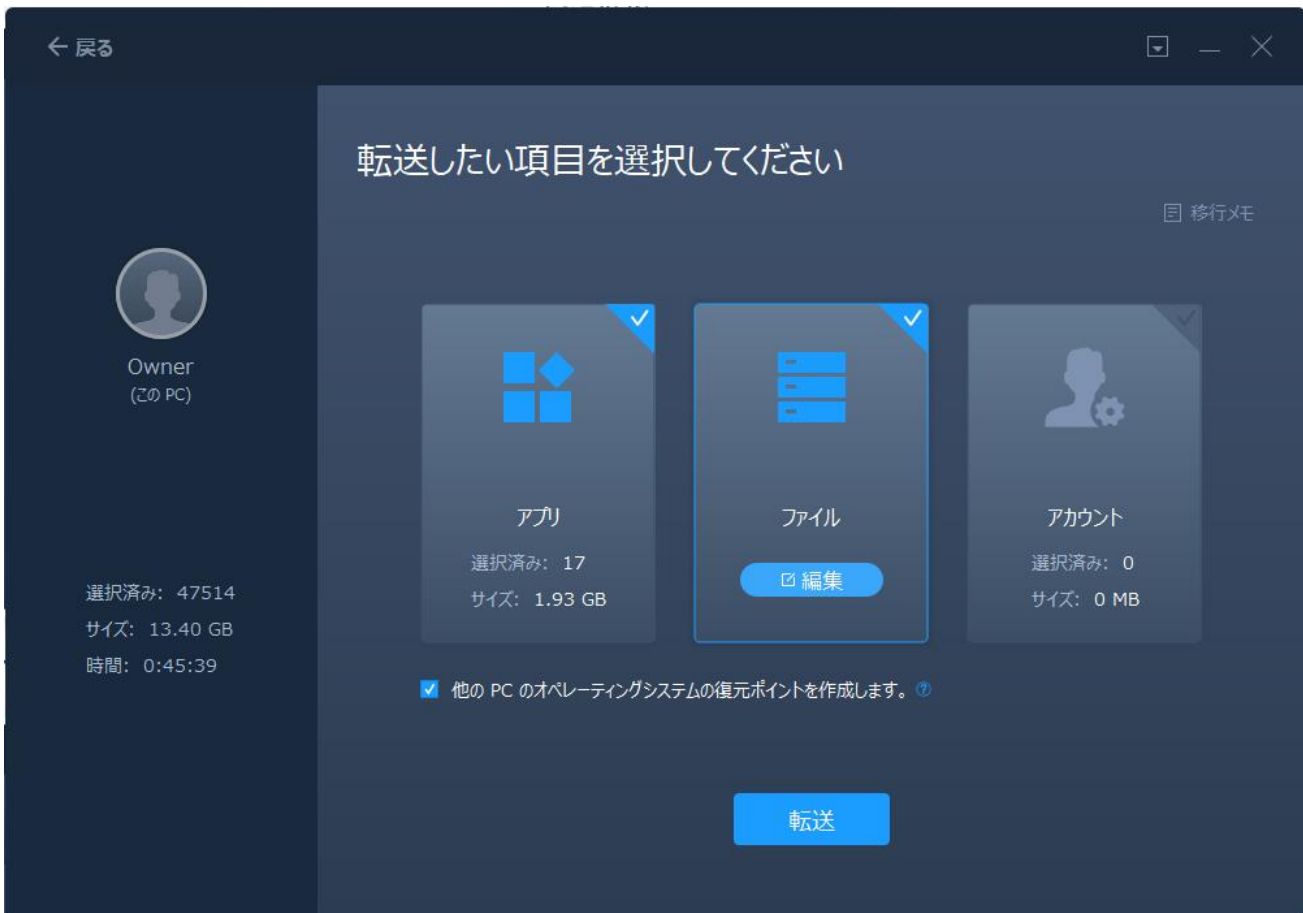 戻る
転送したい項目を選択してください
移行メモ
Owner
(この PC)
選択済み: 47514
サイズ: 13.40 GB
時間: 0:45:39
アプリ
選択済み: 17
サイズ: 1.93 GB
ファイル
編集
アカウント
選択済み: 0
サイズ: 0 MB
他の PC のオペレーティングシステムの復元ポイントを作成します。
転送